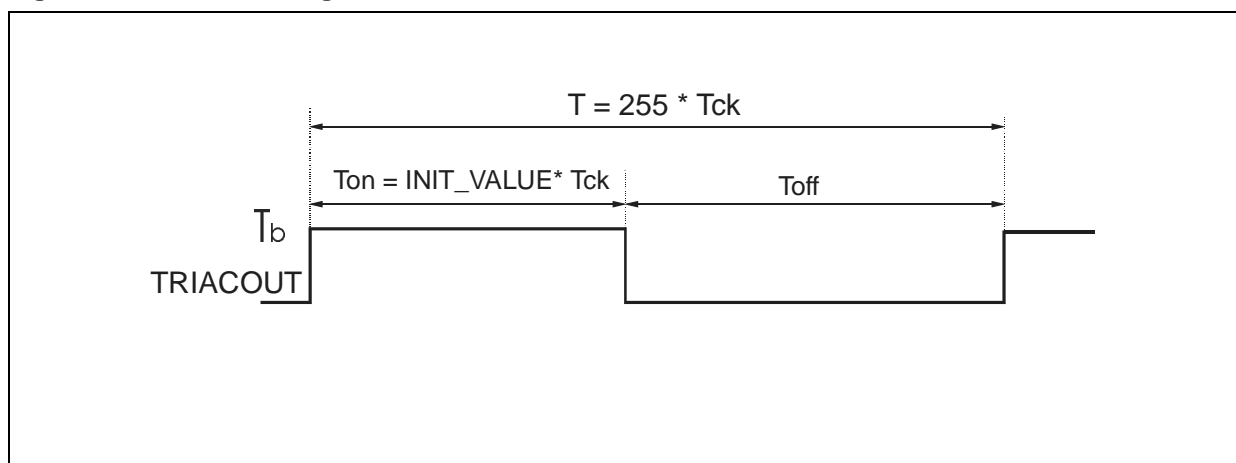 T = 255 * Tck
Ton = INIT_VALUE* Tck
Toff
Tb
TRIACOUT